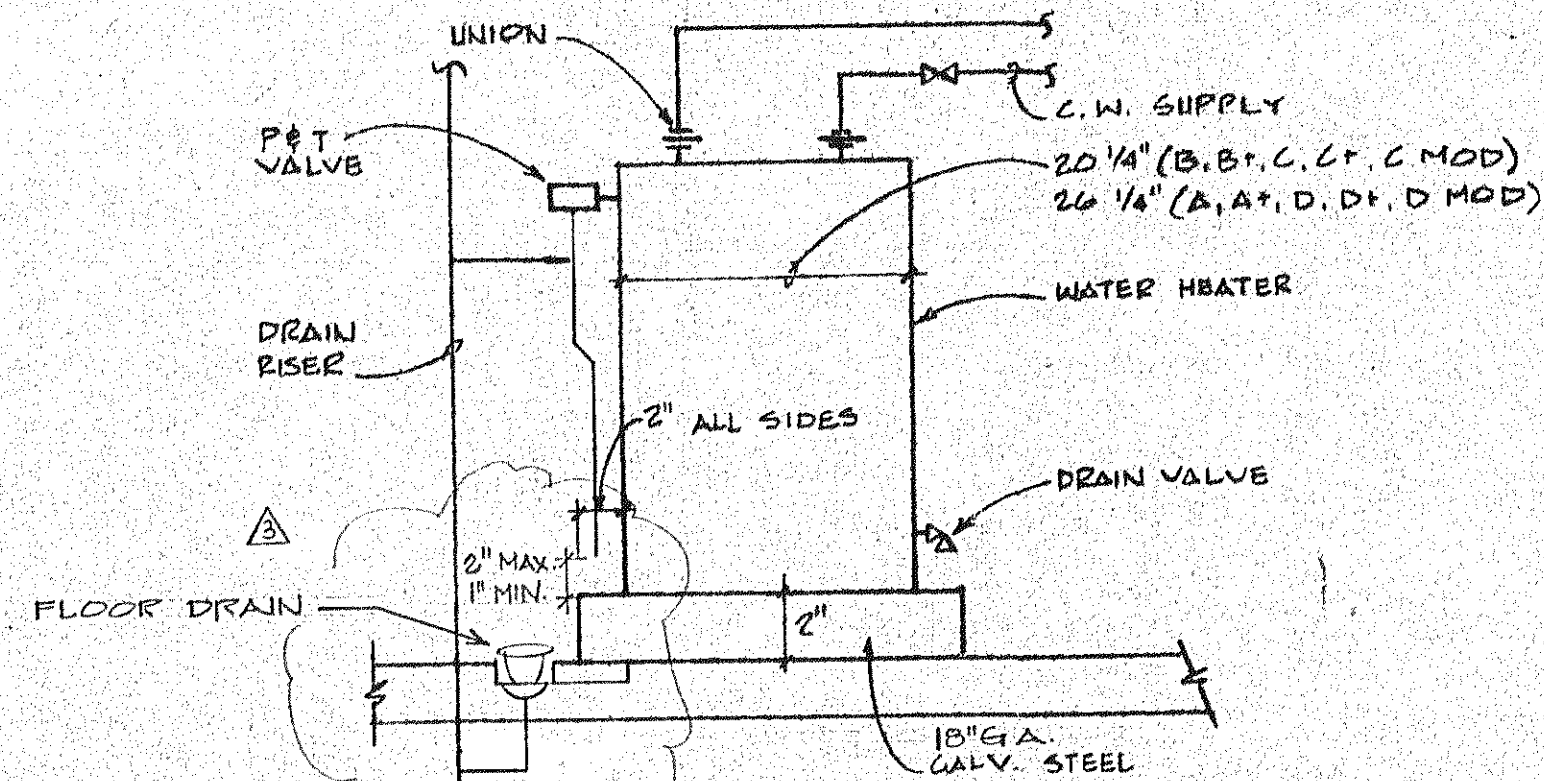 UNION
C.W. SUPPLY
P&T
VALVE
20 1/4" (B, B+, C, C+, C MOD)
26 1/4" (A, A+, D, D+, D MOD)
WATER HEATER
DRAIN
RISER
2" ALL SIDES
DRAIN VALVE
3
2" MAX.
1" MIN.
FLOOR DRAIN
2"
18" GA.
GALV. STEEL